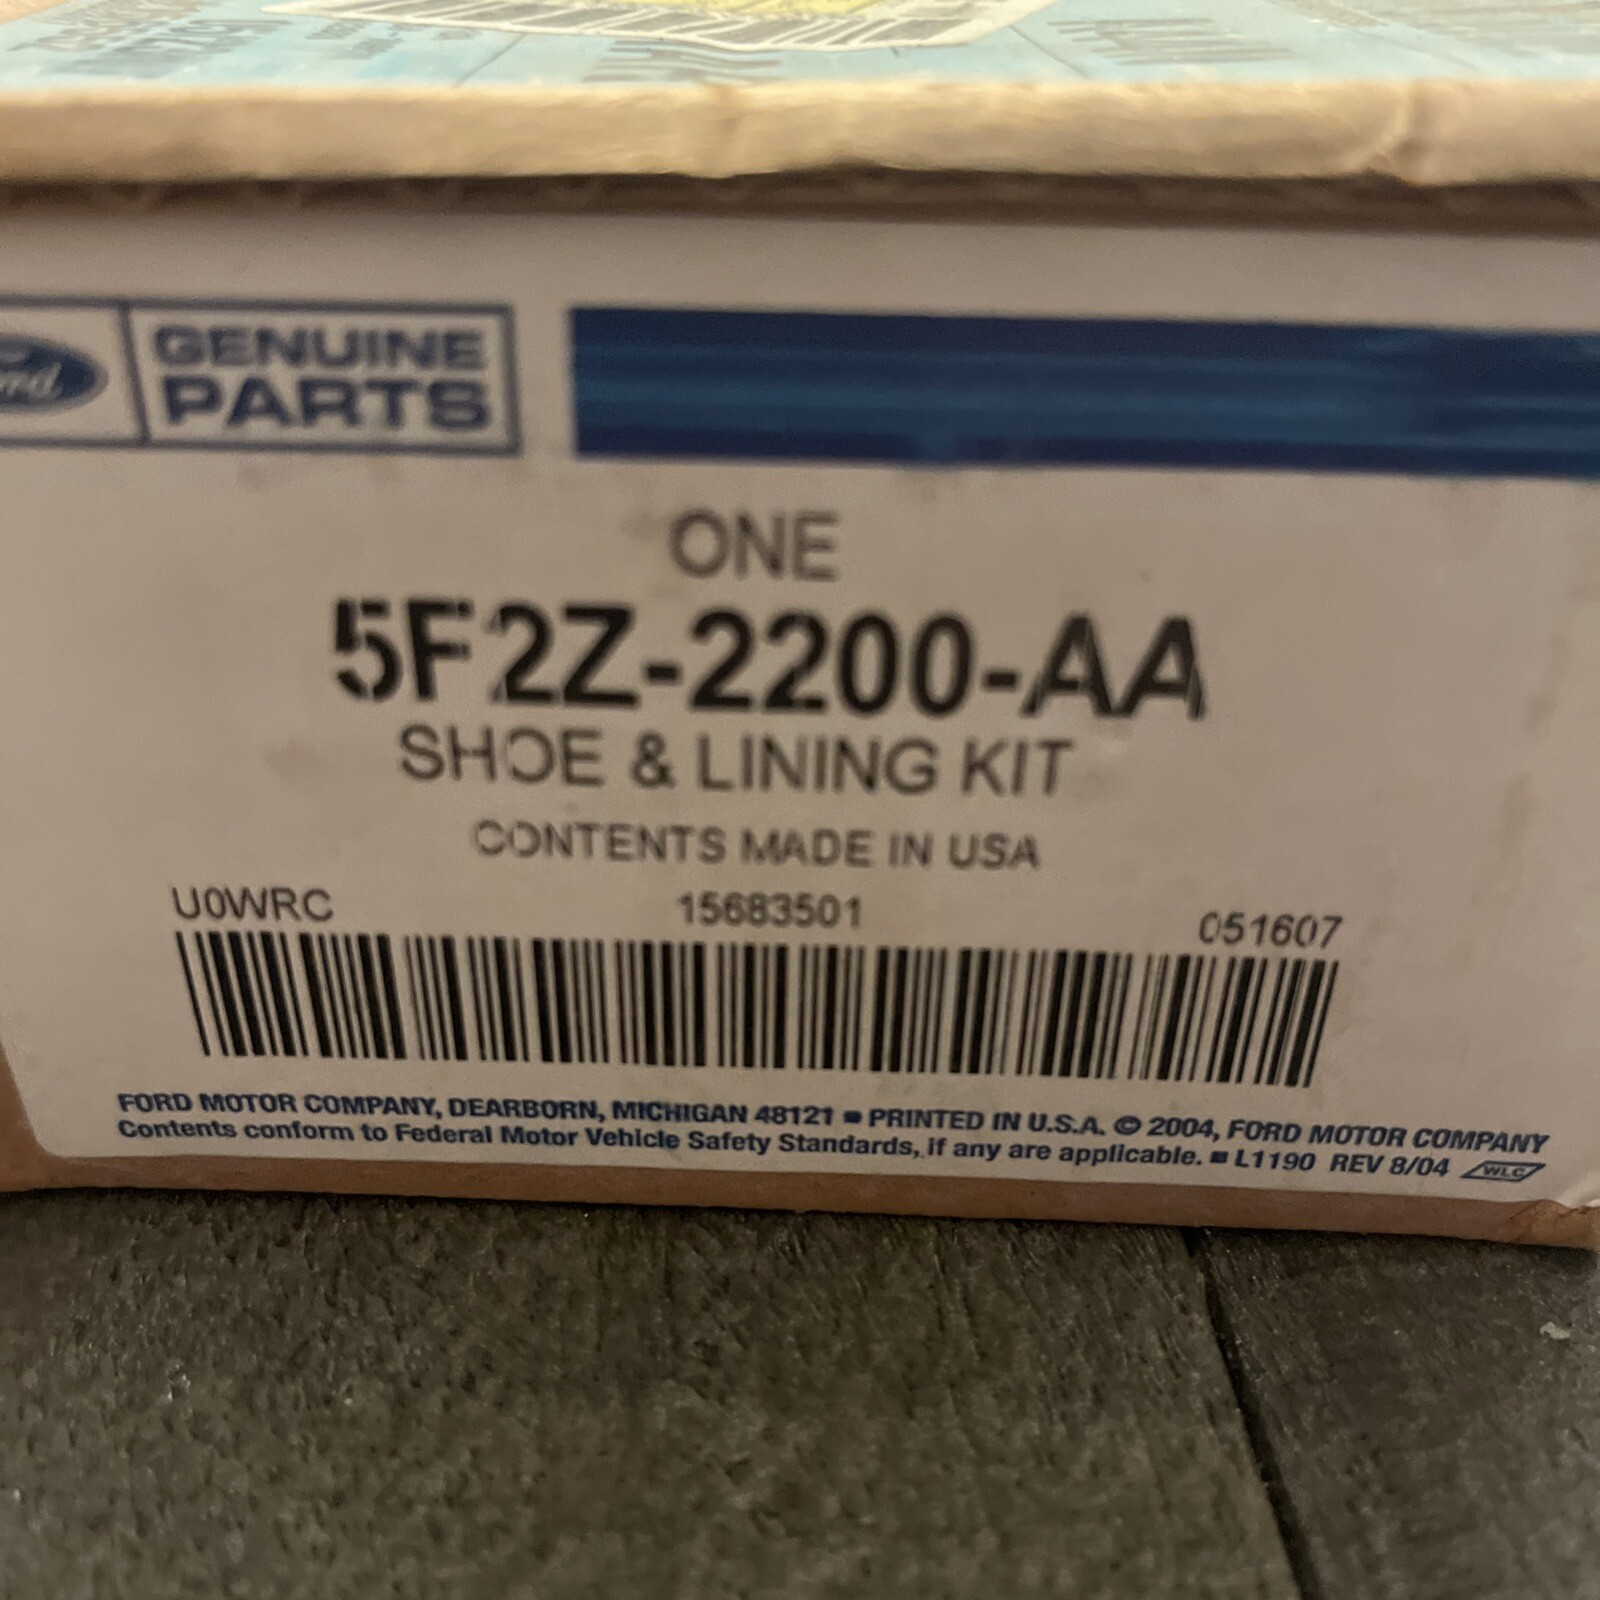 Ford
GENUINE
PARTS
ONE
5F2Z-2200-AA
SHOE & LINING KIT
CONTENTS MADE IN USA
U0WRC 15683501 051607
FORD MOTOR COMPANY, DEARBORN, MICHIGAN 48121 ▪ PRINTED IN U.S.A. © 2004, FORD MOTOR COMPANY
Contents conform to Federal Motor Vehicle Safety Standards, if any are applicable. ▪ L1190 REV 8/04 WLC